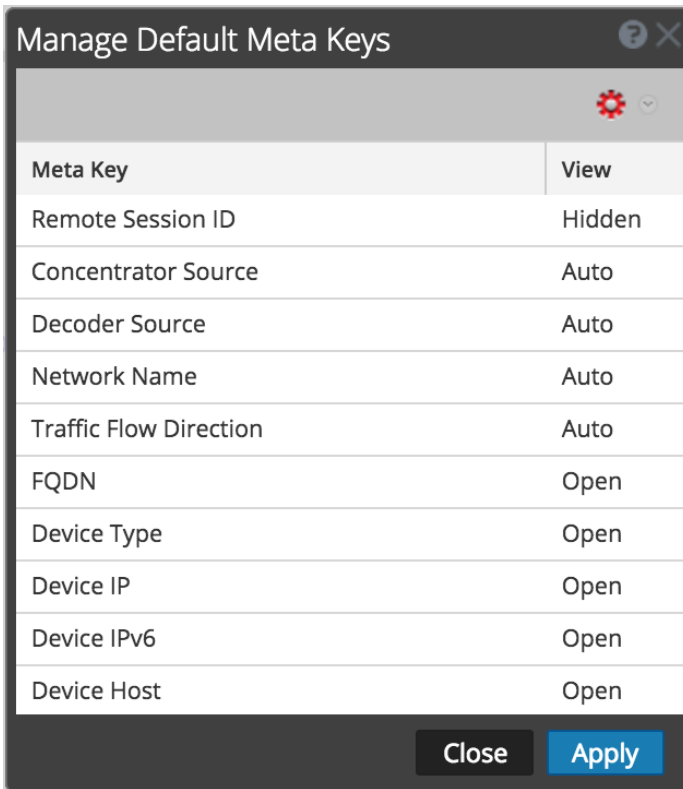 Manage Default Meta Keys
Meta Key View
Remote Session ID Hidden
Concentrator Source Auto
Decoder Source Auto
Network Name Auto
Traffic Flow Direction Auto
FQDN Open
Device Type Open
Device IP Open
Device IPv6 Open
Device Host Open
Close Apply